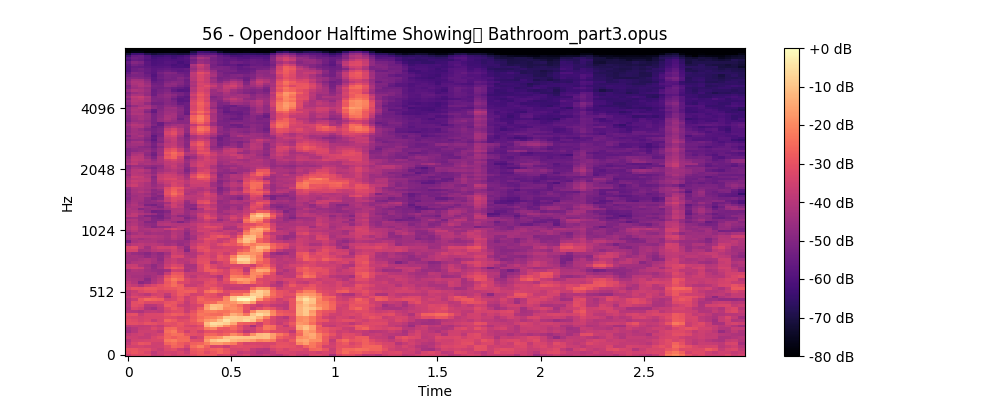 56 - Opendoor Halftime Showing▯ Bathroom_part3.opus
+0 dB
-10 dB
-20 dB
-30 dB
-40 dB
-50 dB
-60 dB
-70 dB
-80 dB
4096
2048
1024
512
0
Hz
0
0.5
1
1.5
2
2.5
Time